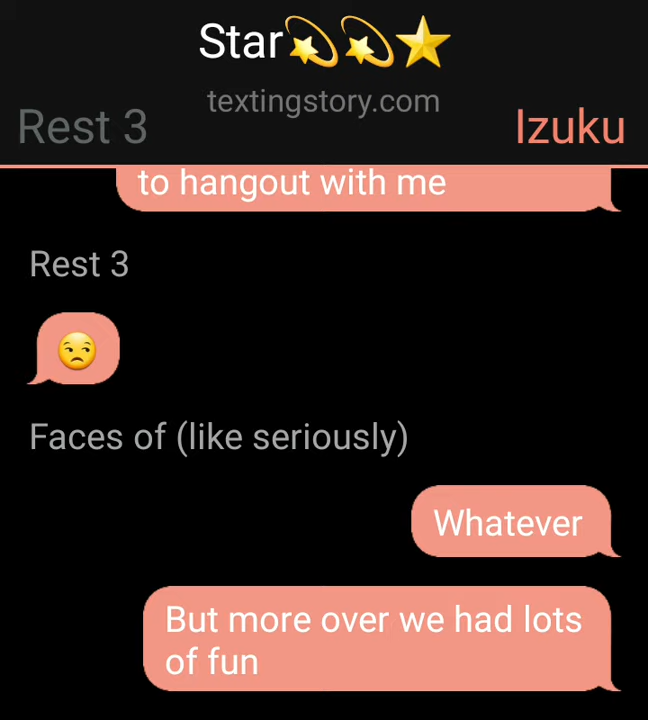 Star💫💫⭐
textingstory.com
Rest 3
Izuku
to hangout with me
Rest 3
😒
Faces of (like seriously)
Whatever
But more over we had lots
of fun